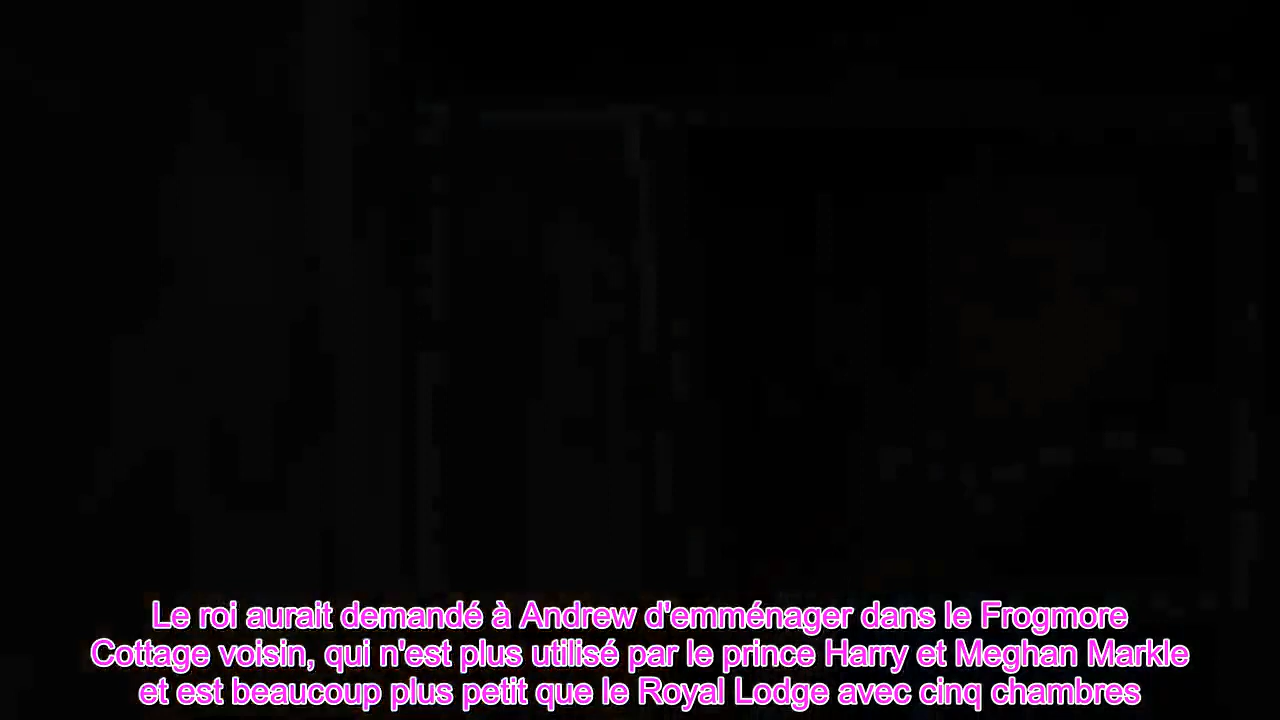 Le roi aurait demandé à Andrew d'emménager dans le Frogmore
Cottage voisin, qui n'est plus utilisé par le prince Harry et Meghan Markle
et est beaucoup plus petit que le Royal Lodge avec cinq chambres